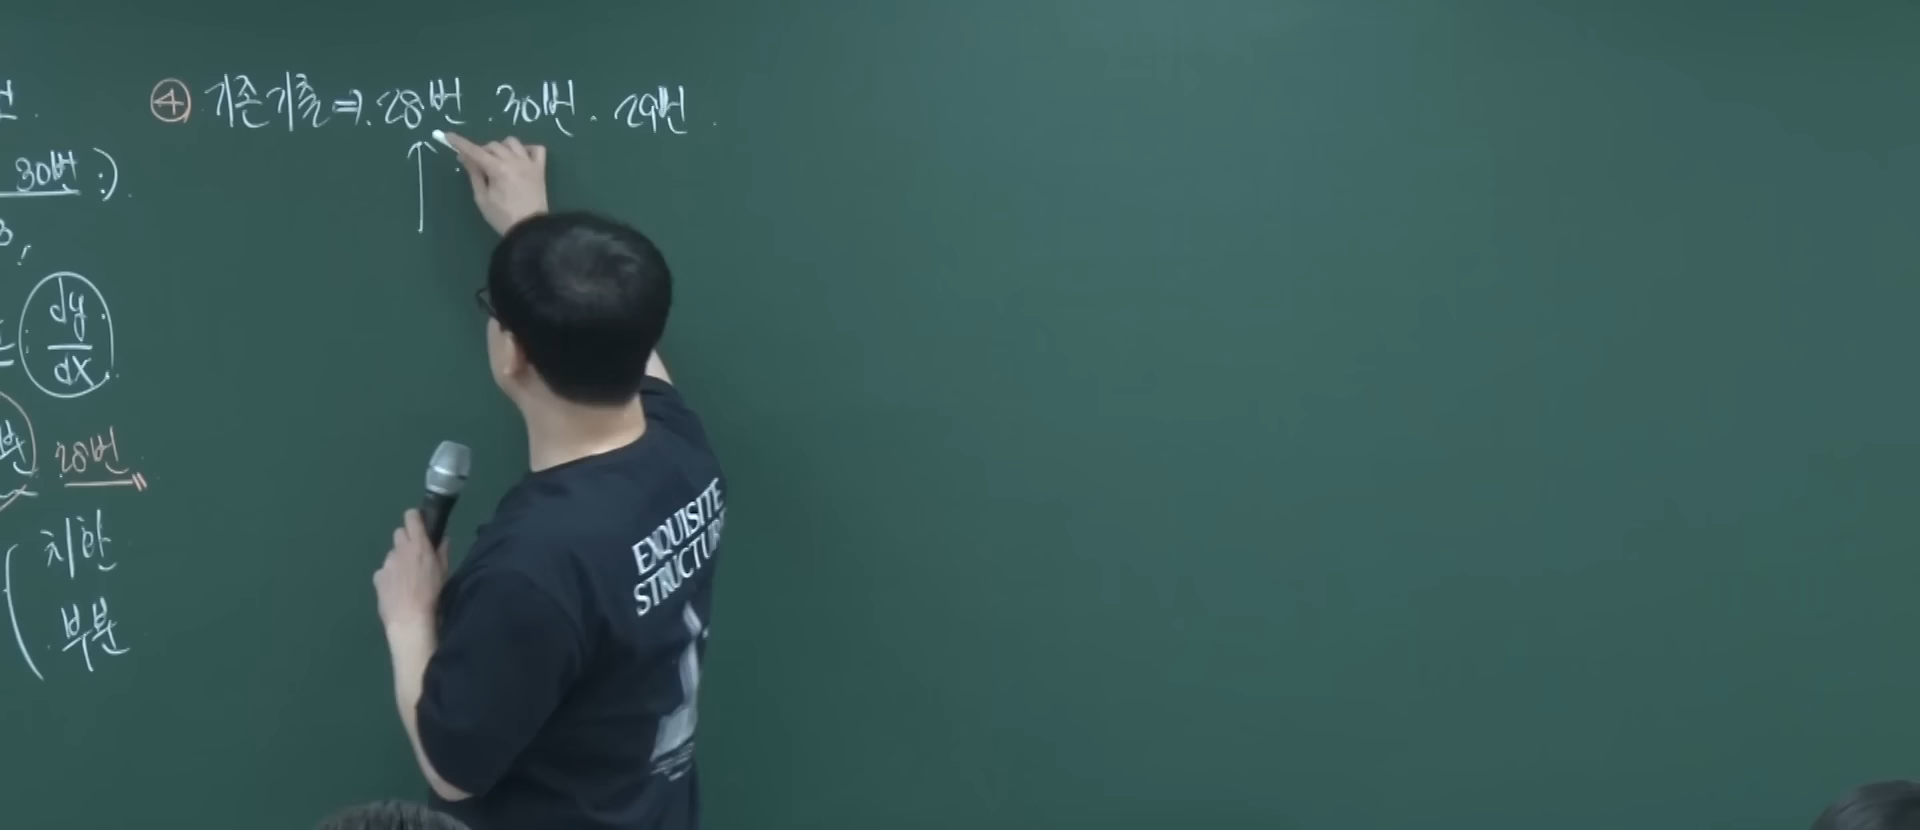 ④ 기존기출 ⇒ 28번 . 30번 . 29번 .
30번 :) .
dy
dx
28번
치환
부분
EXQUISITE
STRUCTURE